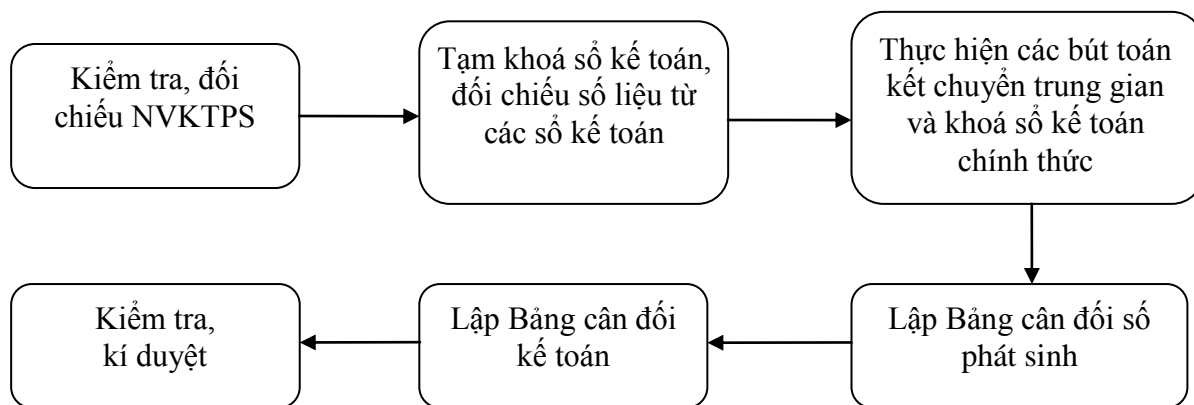 Kiểm tra, đối
chiếu NVKTPS
Tạm khoá sổ kế toán,
đối chiếu số liệu từ
các sổ kế toán
Thực hiện các bút toán
kết chuyển trung gian
và khoá sổ kế toán
chính thức
Lập Bảng cân đối số
phát sinh
Lập Bảng cân đối
kế toán
Kiểm tra,
kí duyệt